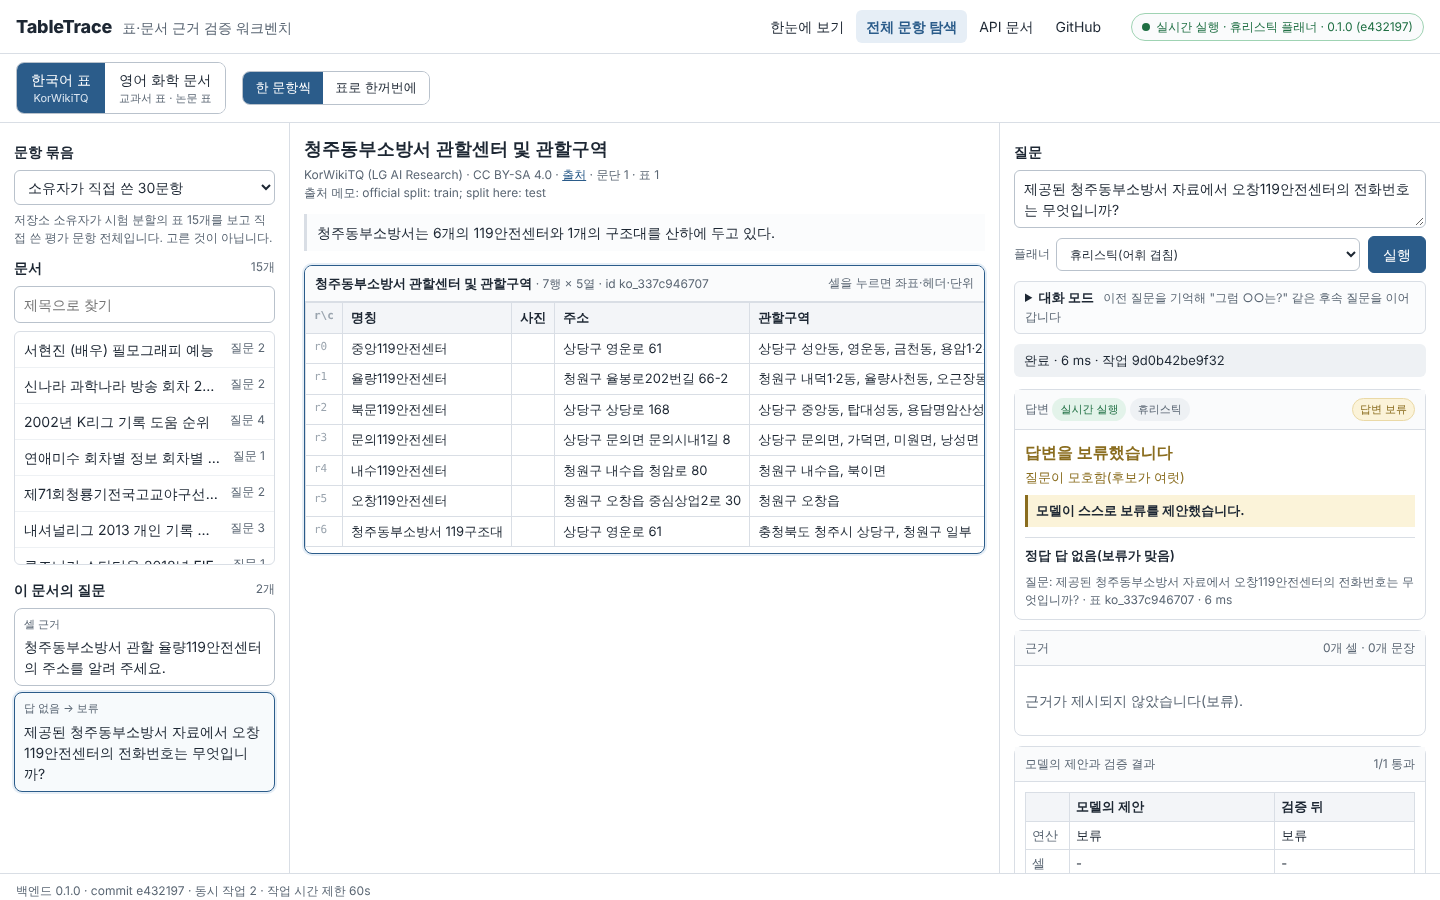 TableTrace 표·문서 근거 검증 워크벤치
한눈에 보기 전체 문항 탐색 API 문서 GitHub 실시간 실행 · 휴리스틱 플래너 · 0.1.0 (e432197)
한국어 표
KorWikiTQ
영어 화학 문서
교과서 표 · 논문 표
한 문항씩 표로 한꺼번에
문항 묶음
소유자가 직접 쓴 30문항
저장소 소유자가 시험 분할의 표 15개를 보고 직
접 쓴 평가 문항 전체입니다. 고른 것이 아닙니다.
문서 15개
제목으로 찾기
서현진 (배우) 필모그래피 예능 질문 2
신나라 과학나라 방송 회차 2... 질문 2
2002년 K리그 기록 도움 순위 질문 4
연애미수 회차별 정보 회차별 ... 질문 1
제71회청룡기전국고교야구선... 질문 2
내셔널리그 2013 개인 기록 ... 질문 3
이 문서의 질문 2개
셀 근거
청주동부소방서 관할 율량119안전센터
의 주소를 알려 주세요.
답 없음 → 보류
제공된 청주동부소방서 자료에서 오창
119안전센터의 전화번호는 무엇입니
까?
청주동부소방서 관할센터 및 관할구역
KorWikiTQ (LG AI Research) · CC BY-SA 4.0 · 출처 · 문단 1 · 표 1
출처 메모: official split: train; split here: test
청주동부소방서는 6개의 119안전센터와 1개의 구조대를 산하에 두고 있다.
청주동부소방서 관할센터 및 관할구역 · 7행 × 5열 · id ko_337c946707 셀을 누르면 좌표·헤더·단위
r\c 명칭 사진 주소 관할구역
r0 중앙119안전센터 상당구 영운로 61 상당구 성안동, 영운동, 금천동, 용암1·2
r1 율량119안전센터 청원구 율봉로202번길 66-2 청원구 내덕1·2동, 율량사천동, 오근장동
r2 북문119안전센터 상당구 상당로 168 상당구 중앙동, 탑대성동, 용담명암산성
r3 문의119안전센터 상당구 문의면 문의시내1길 8 상당구 문의면, 가덕면, 미원면, 낭성면
r4 내수119안전센터 청원구 내수읍 청암로 80 청원구 내수읍, 북이면
r5 오창119안전센터 청원구 오창읍 중심상업2로 30 청원구 오창읍
r6 청주동부소방서 119구조대 상당구 영운로 61 충청북도 청주시 상당구, 청원구 일부
질문
제공된 청주동부소방서 자료에서 오창119안전센터의 전화번호
는 무엇입니까?
플래너 휴리스틱(어휘 겹침) 실행
▶ 대화 모드 이전 질문을 기억해 "그럼 ○○는?" 같은 후속 질문을 이어
갑니다
완료 · 6 ms · 작업 9d0b42be9f32
답변 실시간 실행 휴리스틱 답변 보류
답변을 보류했습니다
질문이 모호함(후보가 여럿)
모델이 스스로 보류를 제안했습니다.
정답 답 없음(보류가 맞음)
질문: 제공된 청주동부소방서 자료에서 오창119안전센터의 전화번호는 무
엇입니까? · 표 ko_337c946707 · 6 ms
근거 0개 셀 · 0개 문장
근거가 제시되지 않았습니다(보류).
모델의 제안과 검증 결과 1/1 통과
모델의 제안 검증 뒤
연산 보류 보류
셀 - -
백엔드 0.1.0 · commit e432197 · 동시 작업 2 · 작업 시간 제한 60s